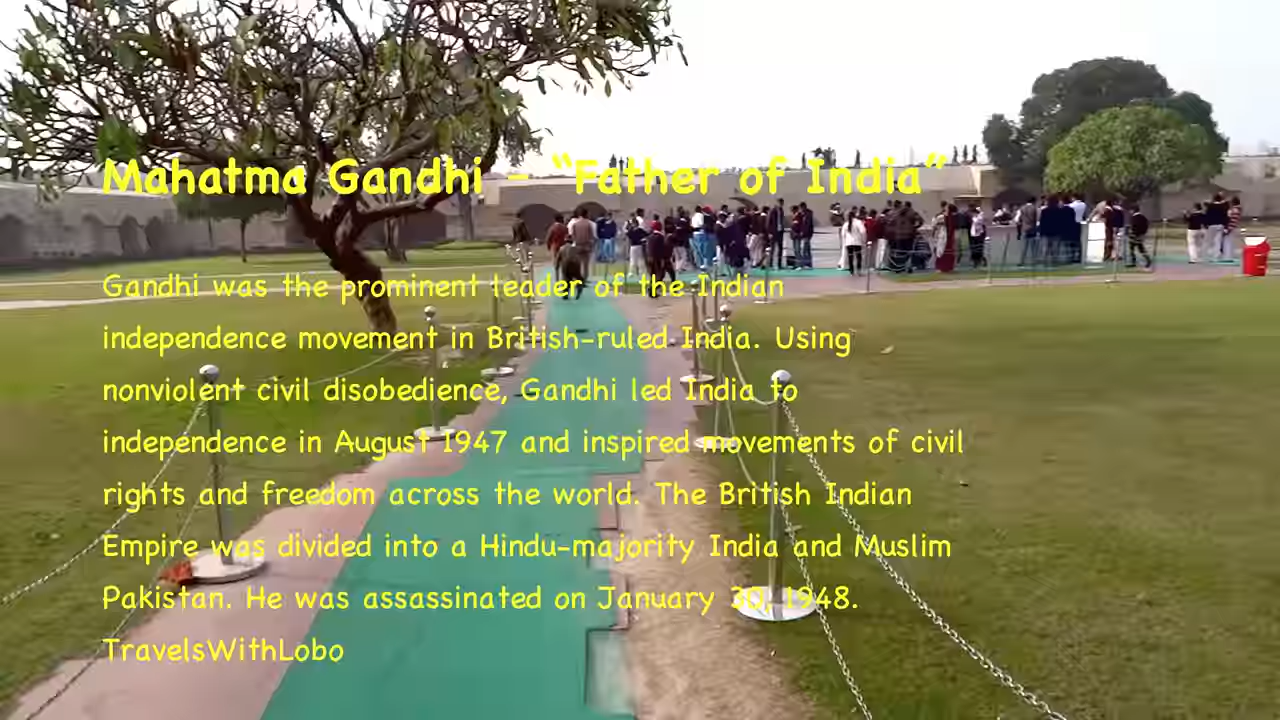 Mahatma Gandhi - “Father of India”
Gandhi was the prominent leader of the Indian
independence movement in British-ruled India. Using
nonviolent civil disobedience, Gandhi led India to
independence in August 1947 and inspired movements of civil
rights and freedom across the world. The British Indian
Empire was divided into a Hindu-majority India and Muslim
Pakistan. He was assassinated on January 30, 1948.
TravelsWithLobo